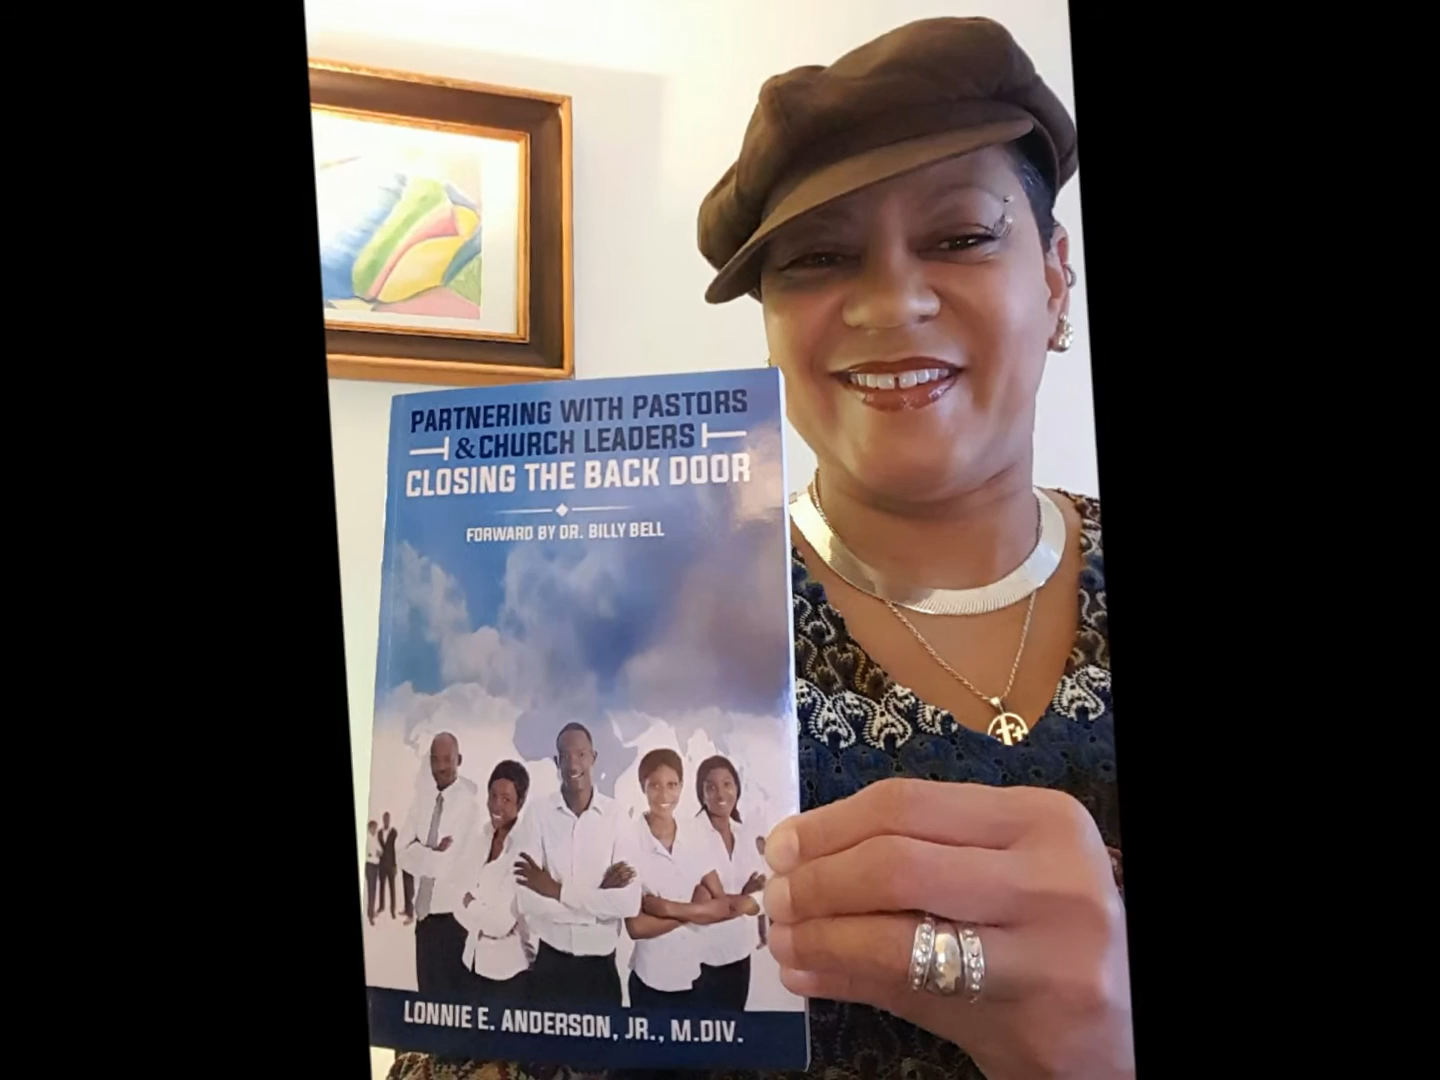 PARTNERING WITH PASTORS
& CHURCH LEADERS
CLOSING THE BACK DOOR
FORWARD BY DR. BILLY BELL
LONNIE E. ANDERSON, JR., M.DIV.